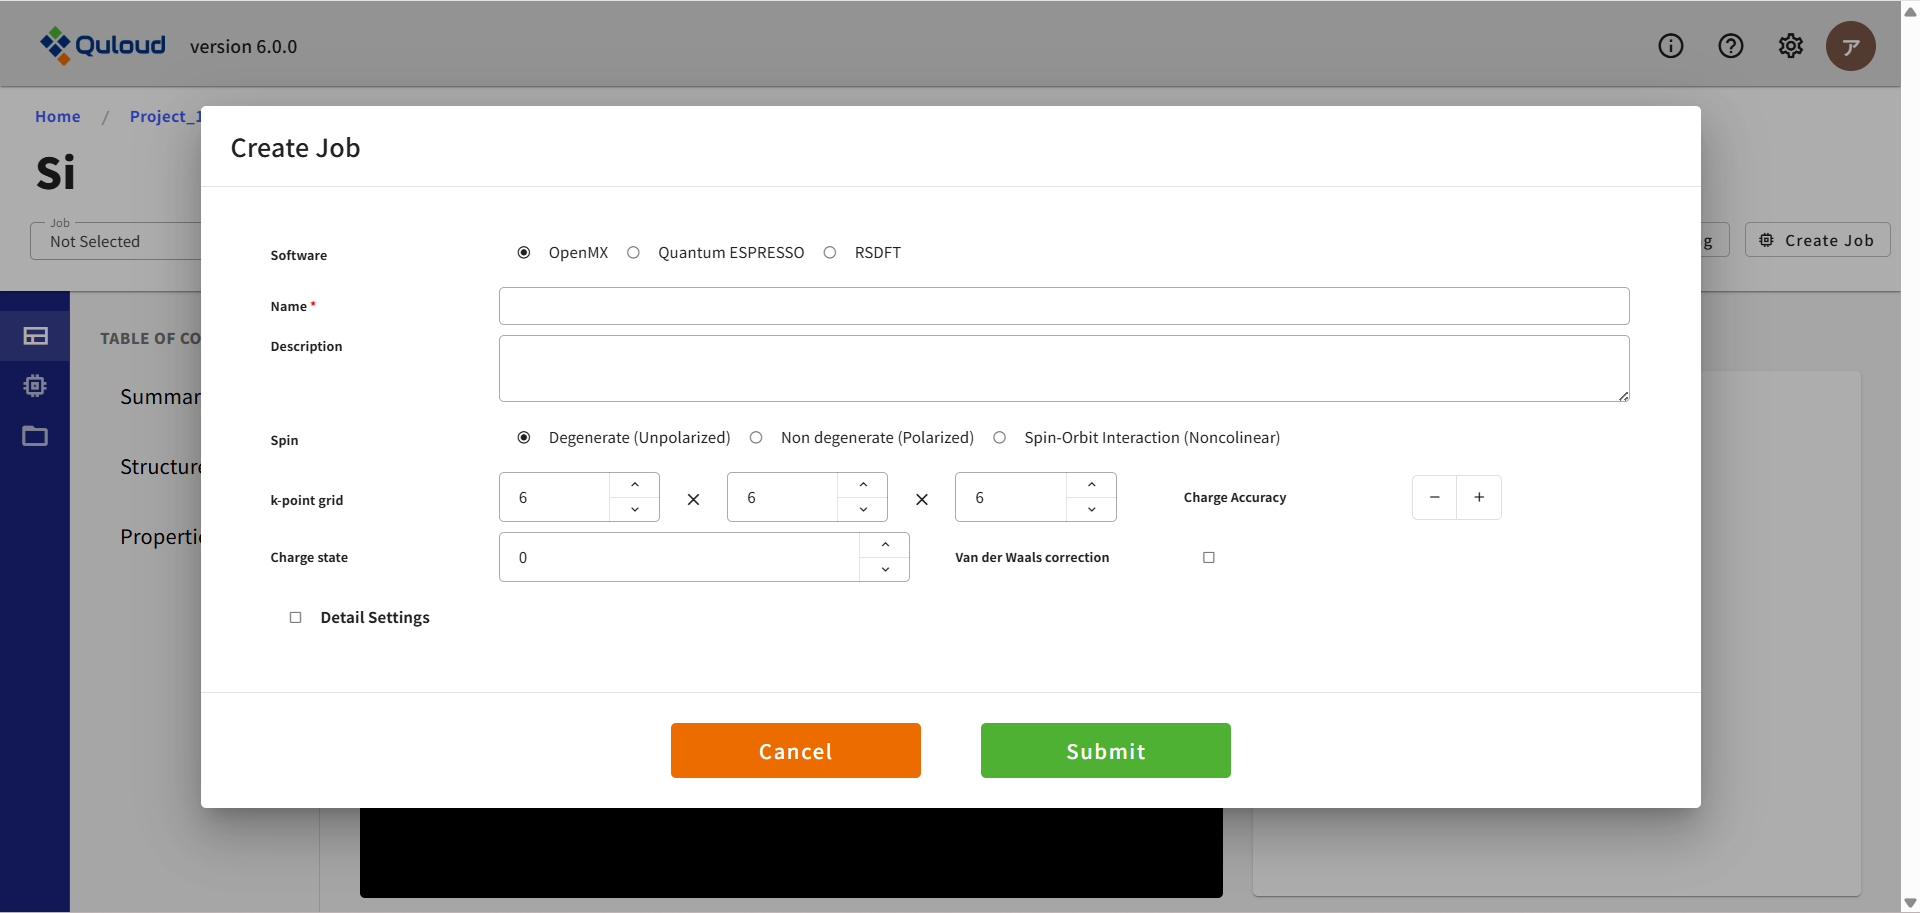 Quloud version 6.0.0
ア
Home / Project_1
Si
Job
Not Selected
g
Create Job
TABLE OF CO
Summar
Structure
Properti
Create Job
Software
OpenMX
Quantum ESPRESSO
RSDFT
Name *
Description
Spin
Degenerate (Unpolarized)
Non degenerate (Polarized)
Spin-Orbit Interaction (Noncolinear)
k-point grid
6 × 6 × 6
Charge Accuracy
− +
Charge state
0
Van der Waals correction
Detail Settings
Cancel
Submit